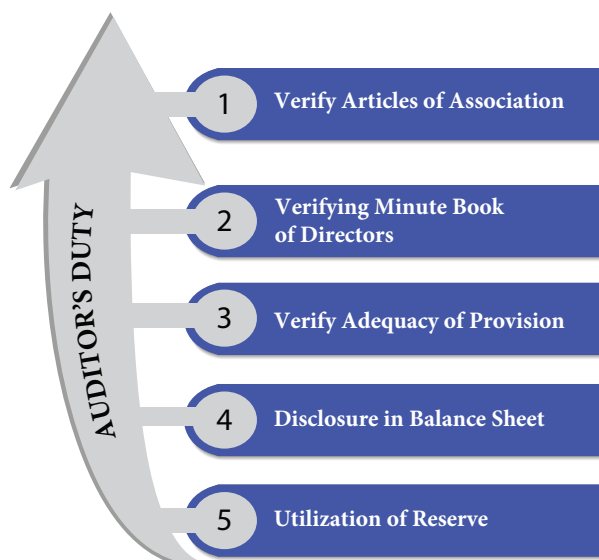 AUDITOR'S DUTY
1 Verify Articles of Association
2 Verifying Minute Book
of Directors
3 Verify Adequacy of Provision
4 Disclosure in Balance Sheet
5 Utilization of Reserve